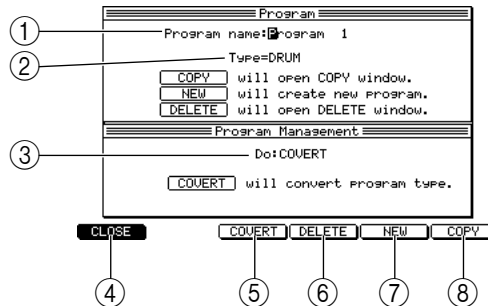 Program
① Program name:Program 1
② Type=DRUM
COPY will open COPY window.
NEW will create new program.
DELETE will open DELETE window.
Program Management
③ Do:COVERT
COVERT will convert program type.
CLOSE COVERT DELETE NEW COPY
④ ⑤ ⑥ ⑦ ⑧